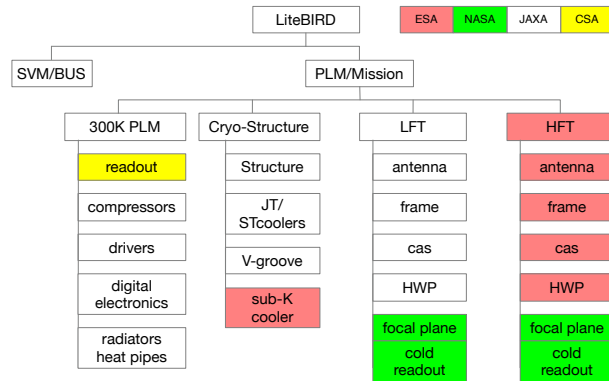 LiteBIRD
ESA
NASA
JAXA
CSA
SVM/BUS
PLM/Mission
300K PLM
readout
compressors
drivers
digital
electronics
radiators
heat pipes
Cryo-Structure
Structure
JT/
STcoolers
V-groove
sub-K
cooler
LFT
antenna
frame
cas
HWP
focal plane
cold
readout
HFT
antenna
frame
cas
HWP
focal plane
cold
readout